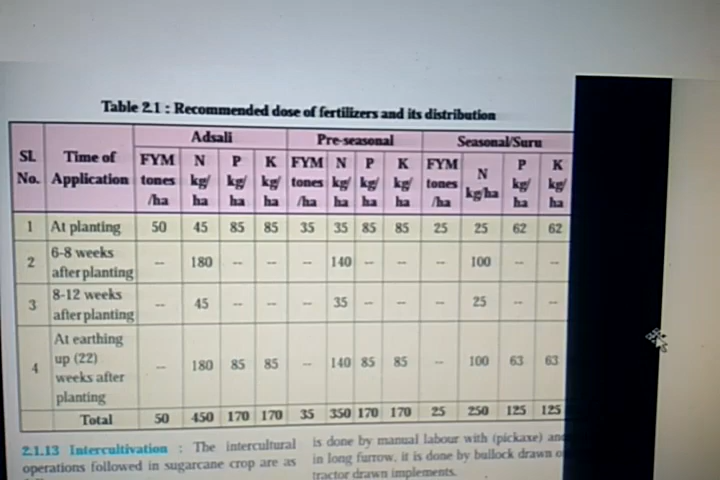 Table 2.1 : Recommended dose of fertilizers and its distribution
Sl. No. Time of Application Adsali Pre-seasonal Seasonal/Suru
FYM tones /ha N kg/ ha P kg/ ha K kg/ ha FYM tones /ha N kg/ ha P kg/ ha K kg/ ha FYM tones /ha N kg/ha P kg/ ha K kg/ ha
1 At planting 50 45 85 85 35 35 85 85 25 25 62 62
2 6-8 weeks after planting -- 180 -- -- -- 140 -- -- -- 100 -- --
3 8-12 weeks after planting -- 45 -- -- -- 35 -- -- -- 25 -- --
4 At earthing up (22) weeks after planting -- 180 85 85 -- 140 85 85 -- 100 63 63
Total 50 450 170 170 35 350 170 170 25 250 125 125
2.1.13 Intercultivation : The intercultural
operations followed in sugarcane crop are as
is done by manual labour with (pickaxe) and
in long furrow, it is done by bullock drawn
tractor drawn implements.